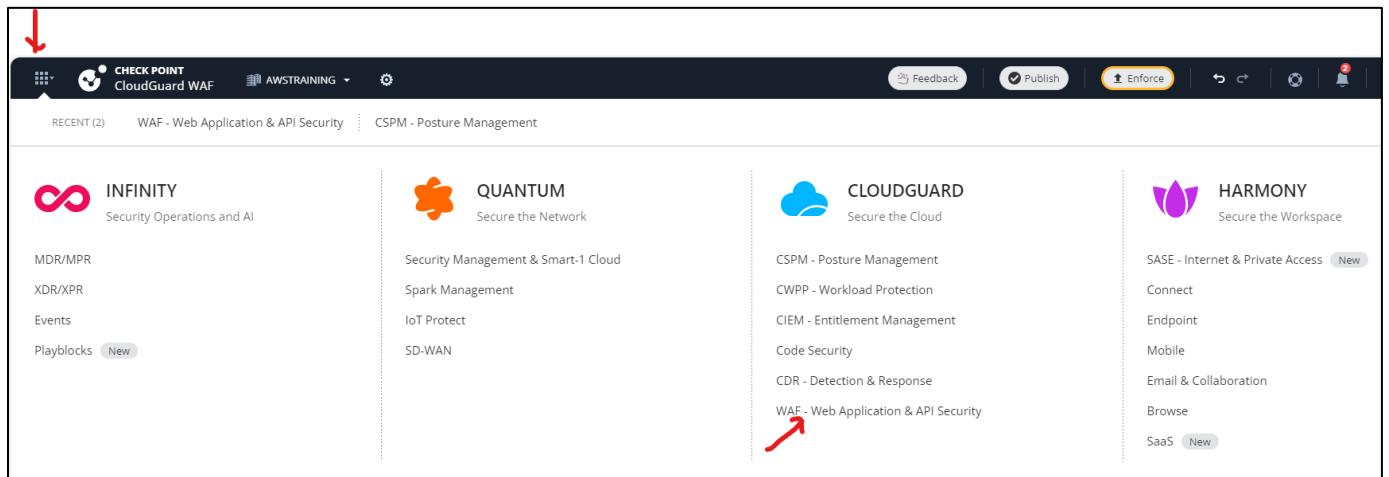 CHECK POINT
CloudGuard WAF
AWSTRAINING
Feedback
Publish
Enforce
2
RECENT (2)
WAF - Web Application & API Security
CSPM - Posture Management
INFINITY
Security Operations and AI
MDR/MPR
XDR/XPR
Events
Playblocks New
QUANTUM
Secure the Network
Security Management & Smart-1 Cloud
Spark Management
IoT Protect
SD-WAN
CLOUDGUARD
Secure the Cloud
CSPM - Posture Management
CWPP - Workload Protection
CIEM - Entitlement Management
Code Security
CDR - Detection & Response
WAF - Web Application & API Security
HARMONY
Secure the Workspace
SASE - Internet & Private Access New
Connect
Endpoint
Mobile
Email & Collaboration
Browse
SaaS New